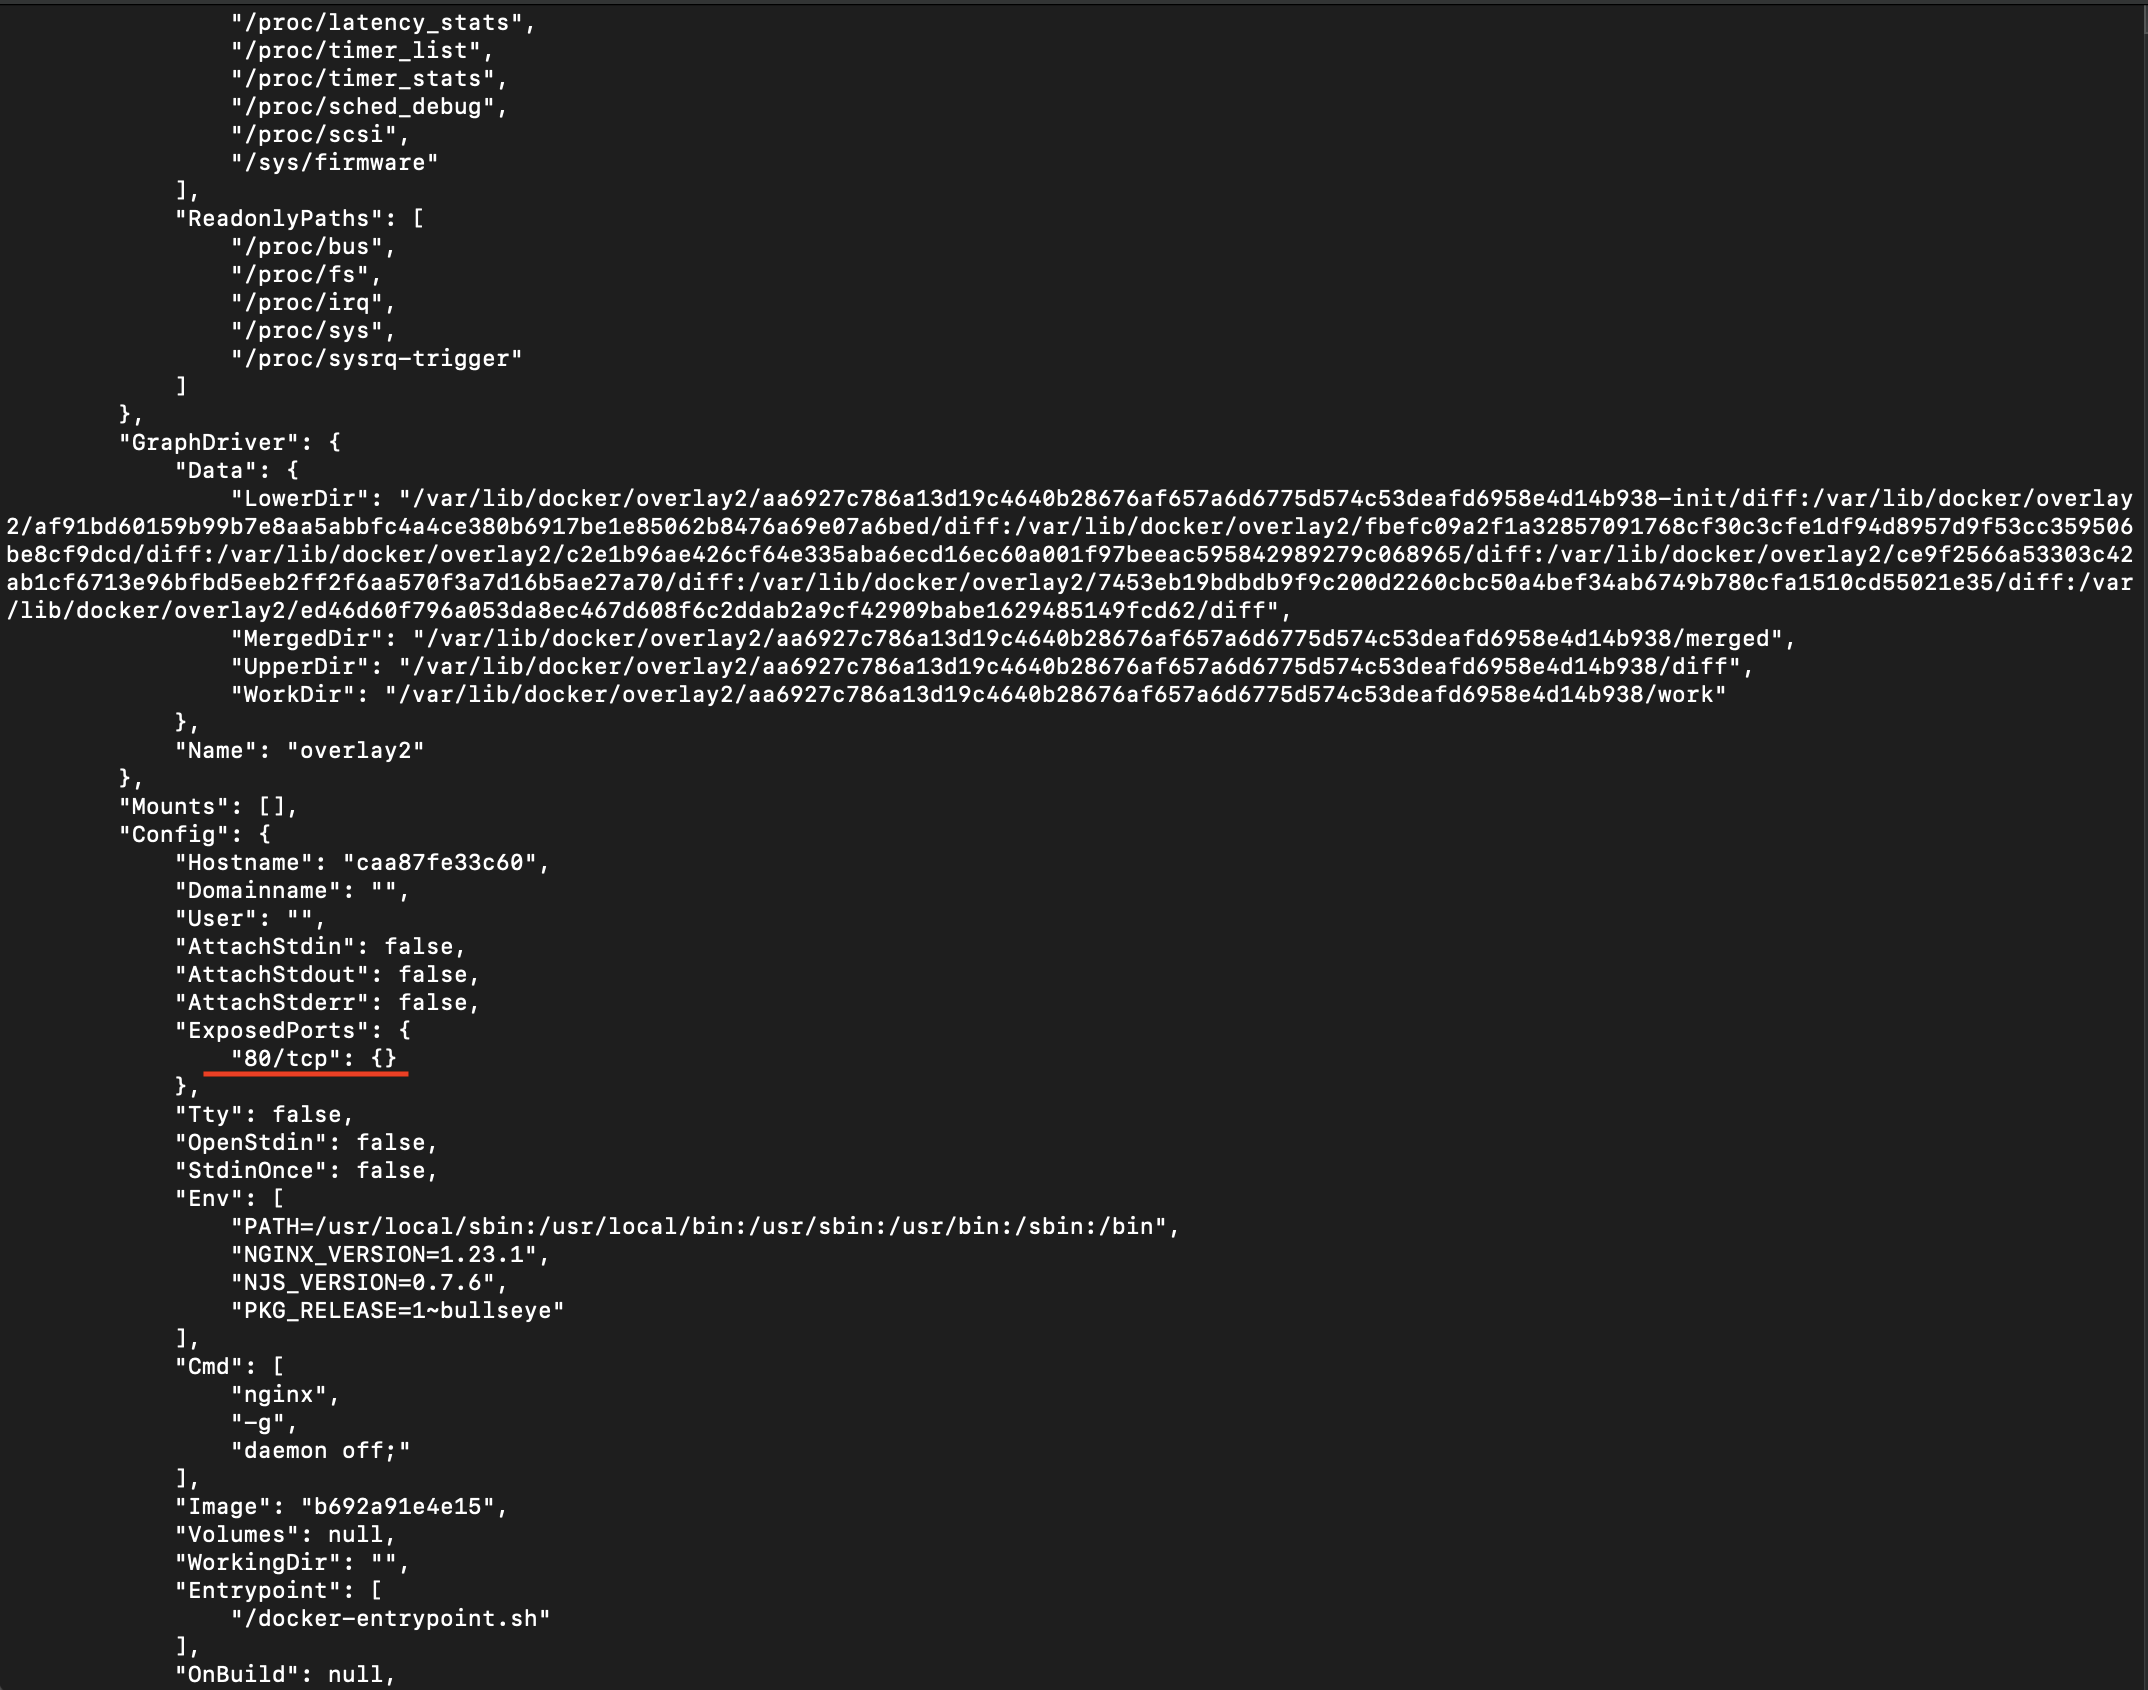 "/proc/latency_stats",
"/proc/timer_list",
"/proc/timer_stats",
"/proc/sched_debug",
"/proc/scsi",
"/sys/firmware"
],
"ReadonlyPaths": [
"/proc/bus",
"/proc/fs",
"/proc/irq",
"/proc/sys",
"/proc/sysrq-trigger"
]
},
"GraphDriver": {
"Data": {
"LowerDir": "/var/lib/docker/overlay2/aa6927c786a13d19c4640b28676af657a6d6775d574c53deafd6958e4d14b938-init/diff:/var/lib/docker/overlay
2/af91bd60159b99b7e8aa5abbfc4a4ce380b6917be1e85062b8476a69e07a6bed/diff:/var/lib/docker/overlay2/fbefc09a2f1a32857091768cf30c3cfe1df94d8957d9f53cc359506
be8cf9dcd/diff:/var/lib/docker/overlay2/c2e1b96ae426cf64e335aba6ecd16ec60a001f97beeac595842989279c068965/diff:/var/lib/docker/overlay2/ce9f2566a53303c42
ab1cf6713e96bfbd5eeb2ff2f6aa570f3a7d16b5ae27a70/diff:/var/lib/docker/overlay2/7453eb19bdbdb9f9c200d2260cbc50a4bef34ab6749b780cfa1510cd55021e35/diff:/var
/lib/docker/overlay2/ed46d60f796a053da8ec467d608f6c2ddab2a9cf42909babe1629485149fcd62/diff",
"MergedDir": "/var/lib/docker/overlay2/aa6927c786a13d19c4640b28676af657a6d6775d574c53deafd6958e4d14b938/merged",
"UpperDir": "/var/lib/docker/overlay2/aa6927c786a13d19c4640b28676af657a6d6775d574c53deafd6958e4d14b938/diff",
"WorkDir": "/var/lib/docker/overlay2/aa6927c786a13d19c4640b28676af657a6d6775d574c53deafd6958e4d14b938/work"
},
"Name": "overlay2"
},
"Mounts": [],
"Config": {
"Hostname": "caa87fe33c60",
"Domainname": "",
"User": "",
"AttachStdin": false,
"AttachStdout": false,
"AttachStderr": false,
"ExposedPorts": {
"80/tcp": {}
},
"Tty": false,
"OpenStdin": false,
"StdinOnce": false,
"Env": [
"PATH=/usr/local/sbin:/usr/local/bin:/usr/sbin:/usr/bin:/sbin:/bin",
"NGINX_VERSION=1.23.1",
"NJS_VERSION=0.7.6",
"PKG_RELEASE=1~bullseye"
],
"Cmd": [
"nginx",
"-g",
"daemon off;"
],
"Image": "b692a91e4e15",
"Volumes": null,
"WorkingDir": "",
"Entrypoint": [
"/docker-entrypoint.sh"
],
"OnBuild": null,